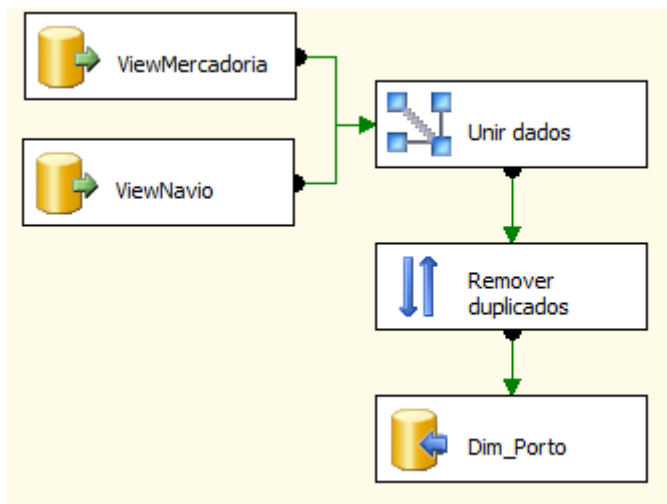 ViewMercadoria
ViewNavio
Unir dados
Remover
duplicados
Dim_Porto